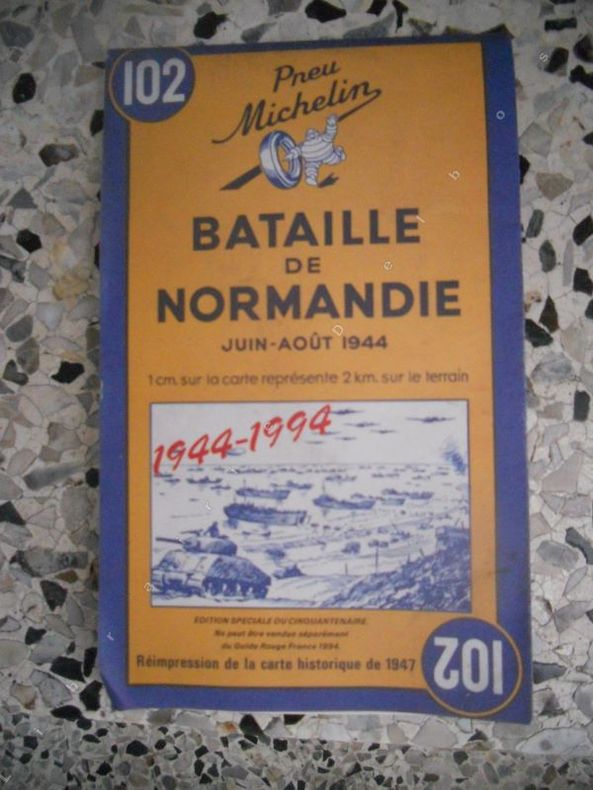 102
Pneu
Michelin
BATAILLE
DE
NORMANDIE
JUIN-AOÛT 1944
1 cm. sur la carte représente 2 km. sur le terrain
1944-1994
EDITION SPECIALE DU CINQUANTENAIRE.
Ne peut être vendue séparément
du Guide Rouge France 1994.
Réimpression de la carte historique de 1947
102